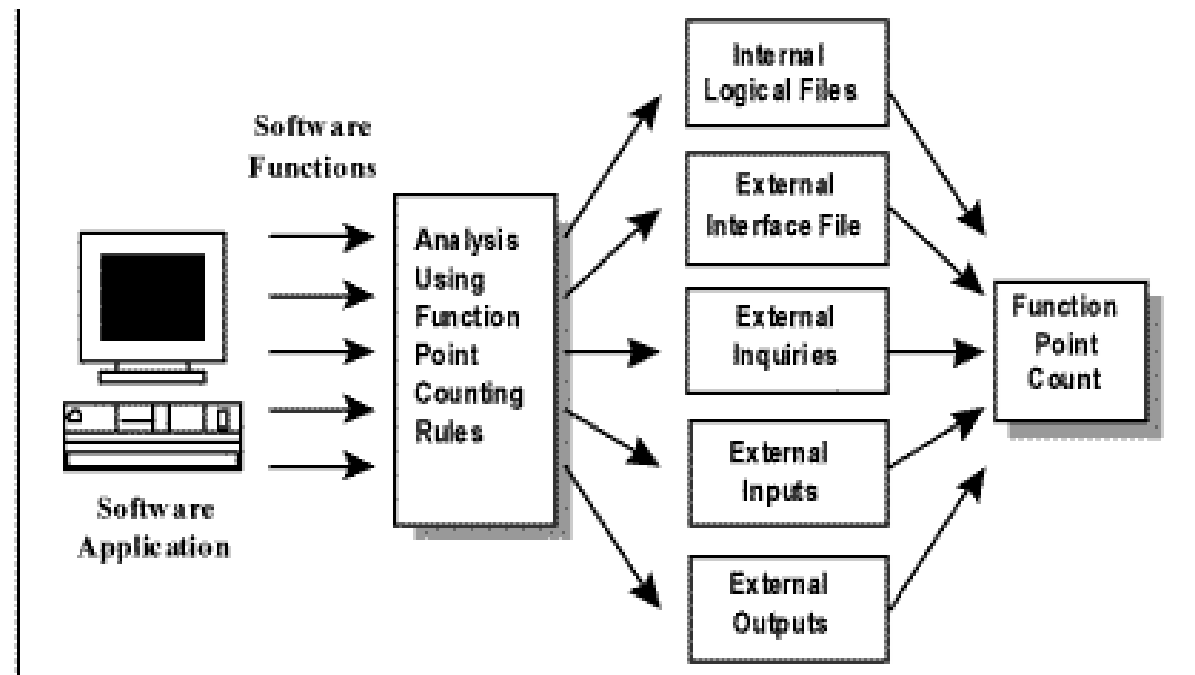 Software
Functions
Software
Application
Analysis
Using
Function
Point
Counting
Rules
Internal
Logical Files
External
Interface File
External
Inquiries
External
Inputs
External
Outputs
Function
Point
Count